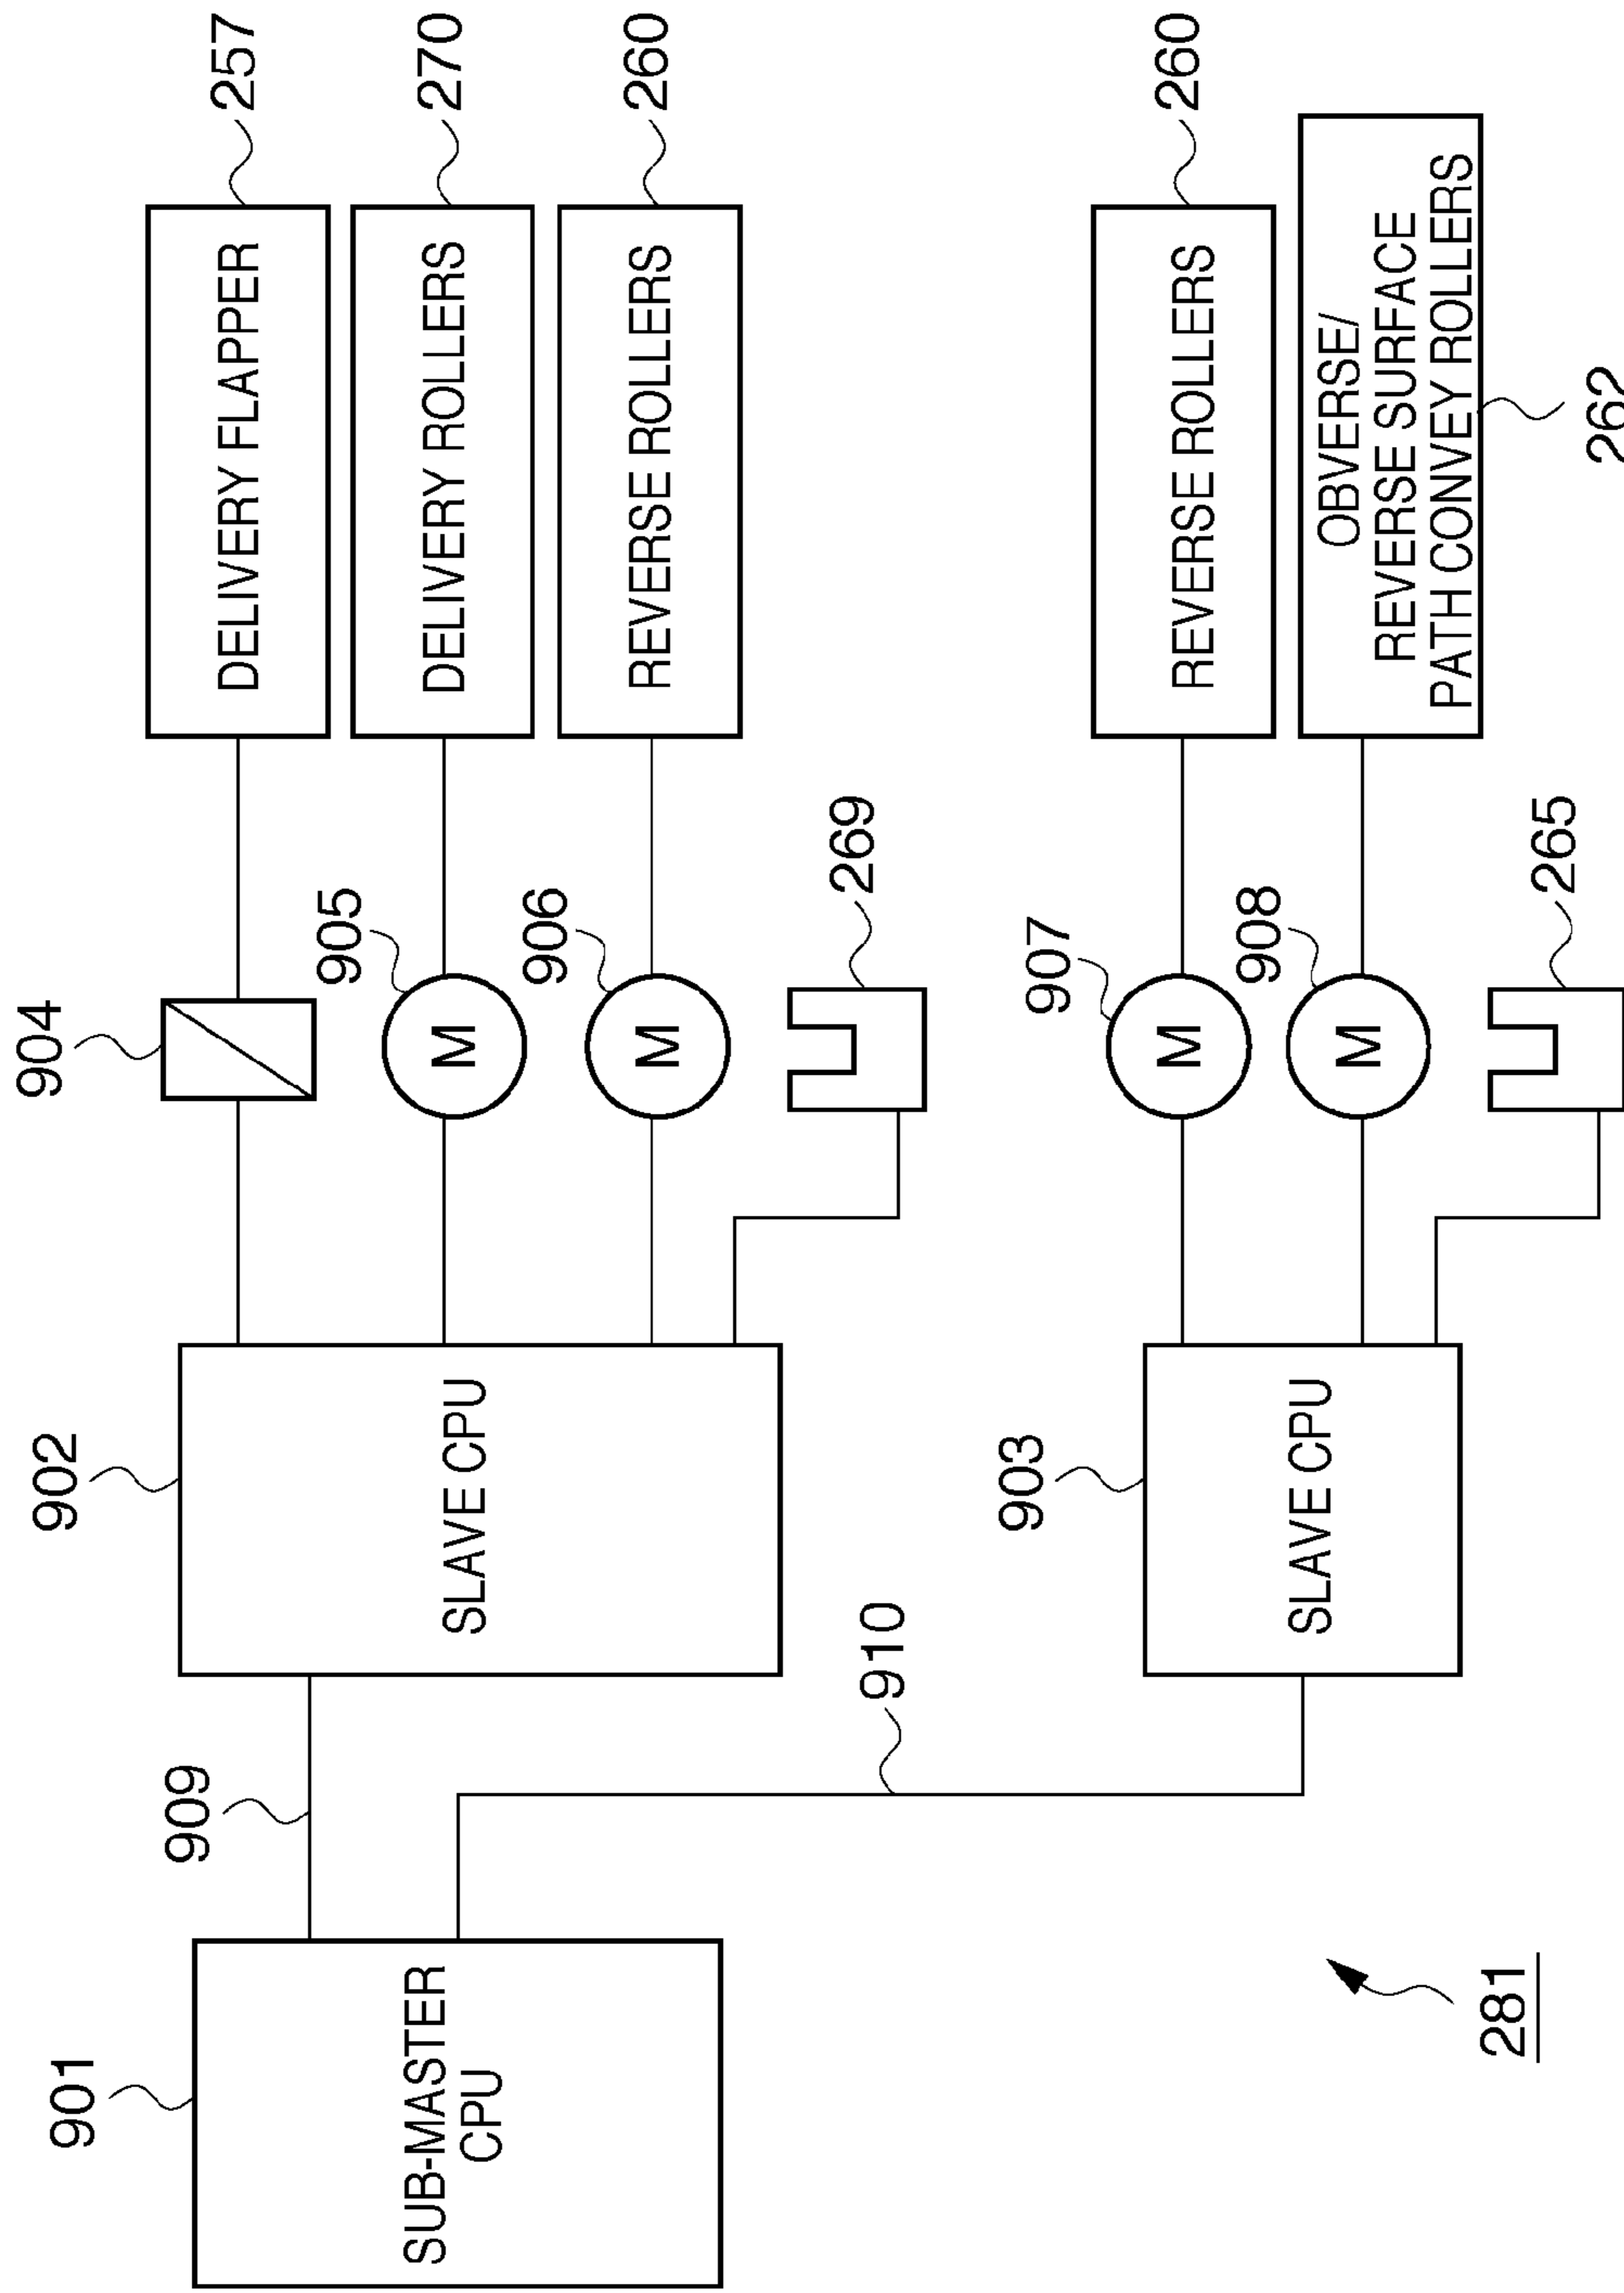 904
DELIVERY FLAPPER
257
905
M
DELIVERY ROLLERS
270
906
M
REVERSE ROLLERS
260
269
902
SLAVE CPU
909
901
SUB-MASTER
CPU
910
907
M
REVERSE ROLLERS
260
908
M
OBVERSE/
REVERSE SURFACE
PATH CONVEY ROLLERS
262
265
903
SLAVE CPU
281